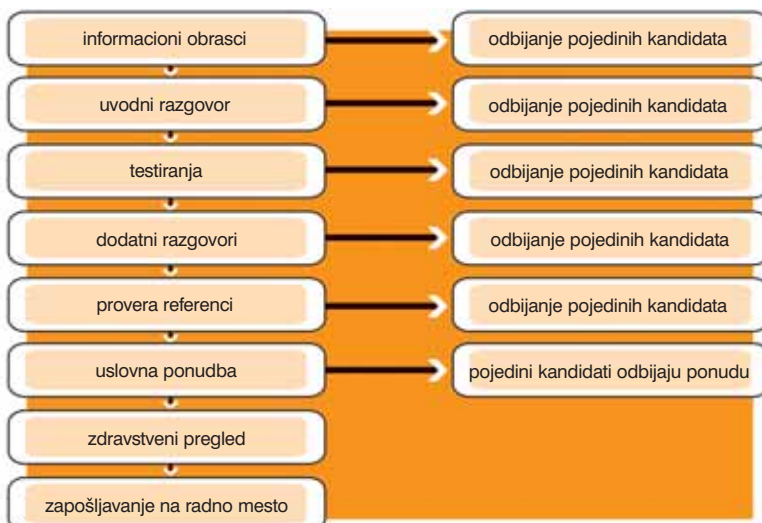 informacioni obrasci
odbijanje pojedinih kandidata
uvodni razgovor
odbijanje pojedinih kandidata
testiranja
odbijanje pojedinih kandidata
dodatni razgovori
odbijanje pojedinih kandidata
provera referenci
odbijanje pojedinih kandidata
uslovna ponudba
pojedini kandidati odbijaju ponudu
zdravstveni pregled
zapošljavanje na radno mesto